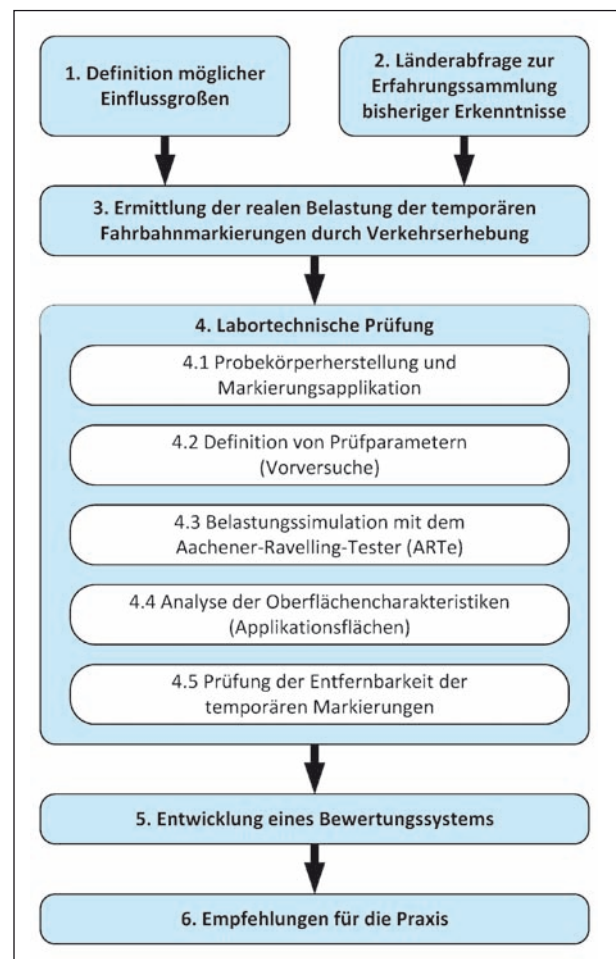 1. Definition möglicher
Einflussgroßen
2. Länderabfrage zur
Erfahrungssammlung
bisheriger Erkenntnisse
3. Ermittlung der realen Belastung der temporären
Fahrbahnmarkierungen durch Verkehrserhebung
4. Labortechnische Prüfung
4.1 Probekörperherstellung und
Markierungsapplikation
4.2 Definition von Prüfparametern
(Vorversuche)
4.3 Belastungssimulation mit dem
Aachener-Ravelling-Tester (ARTe)
4.4 Analyse der Oberflächencharakteristiken
(Applikationsflächen)
4.5 Prüfung der Entfernbarkeit der
temporären Markierungen
5. Entwicklung eines Bewertungssystems
6. Empfehlungen für die Praxis